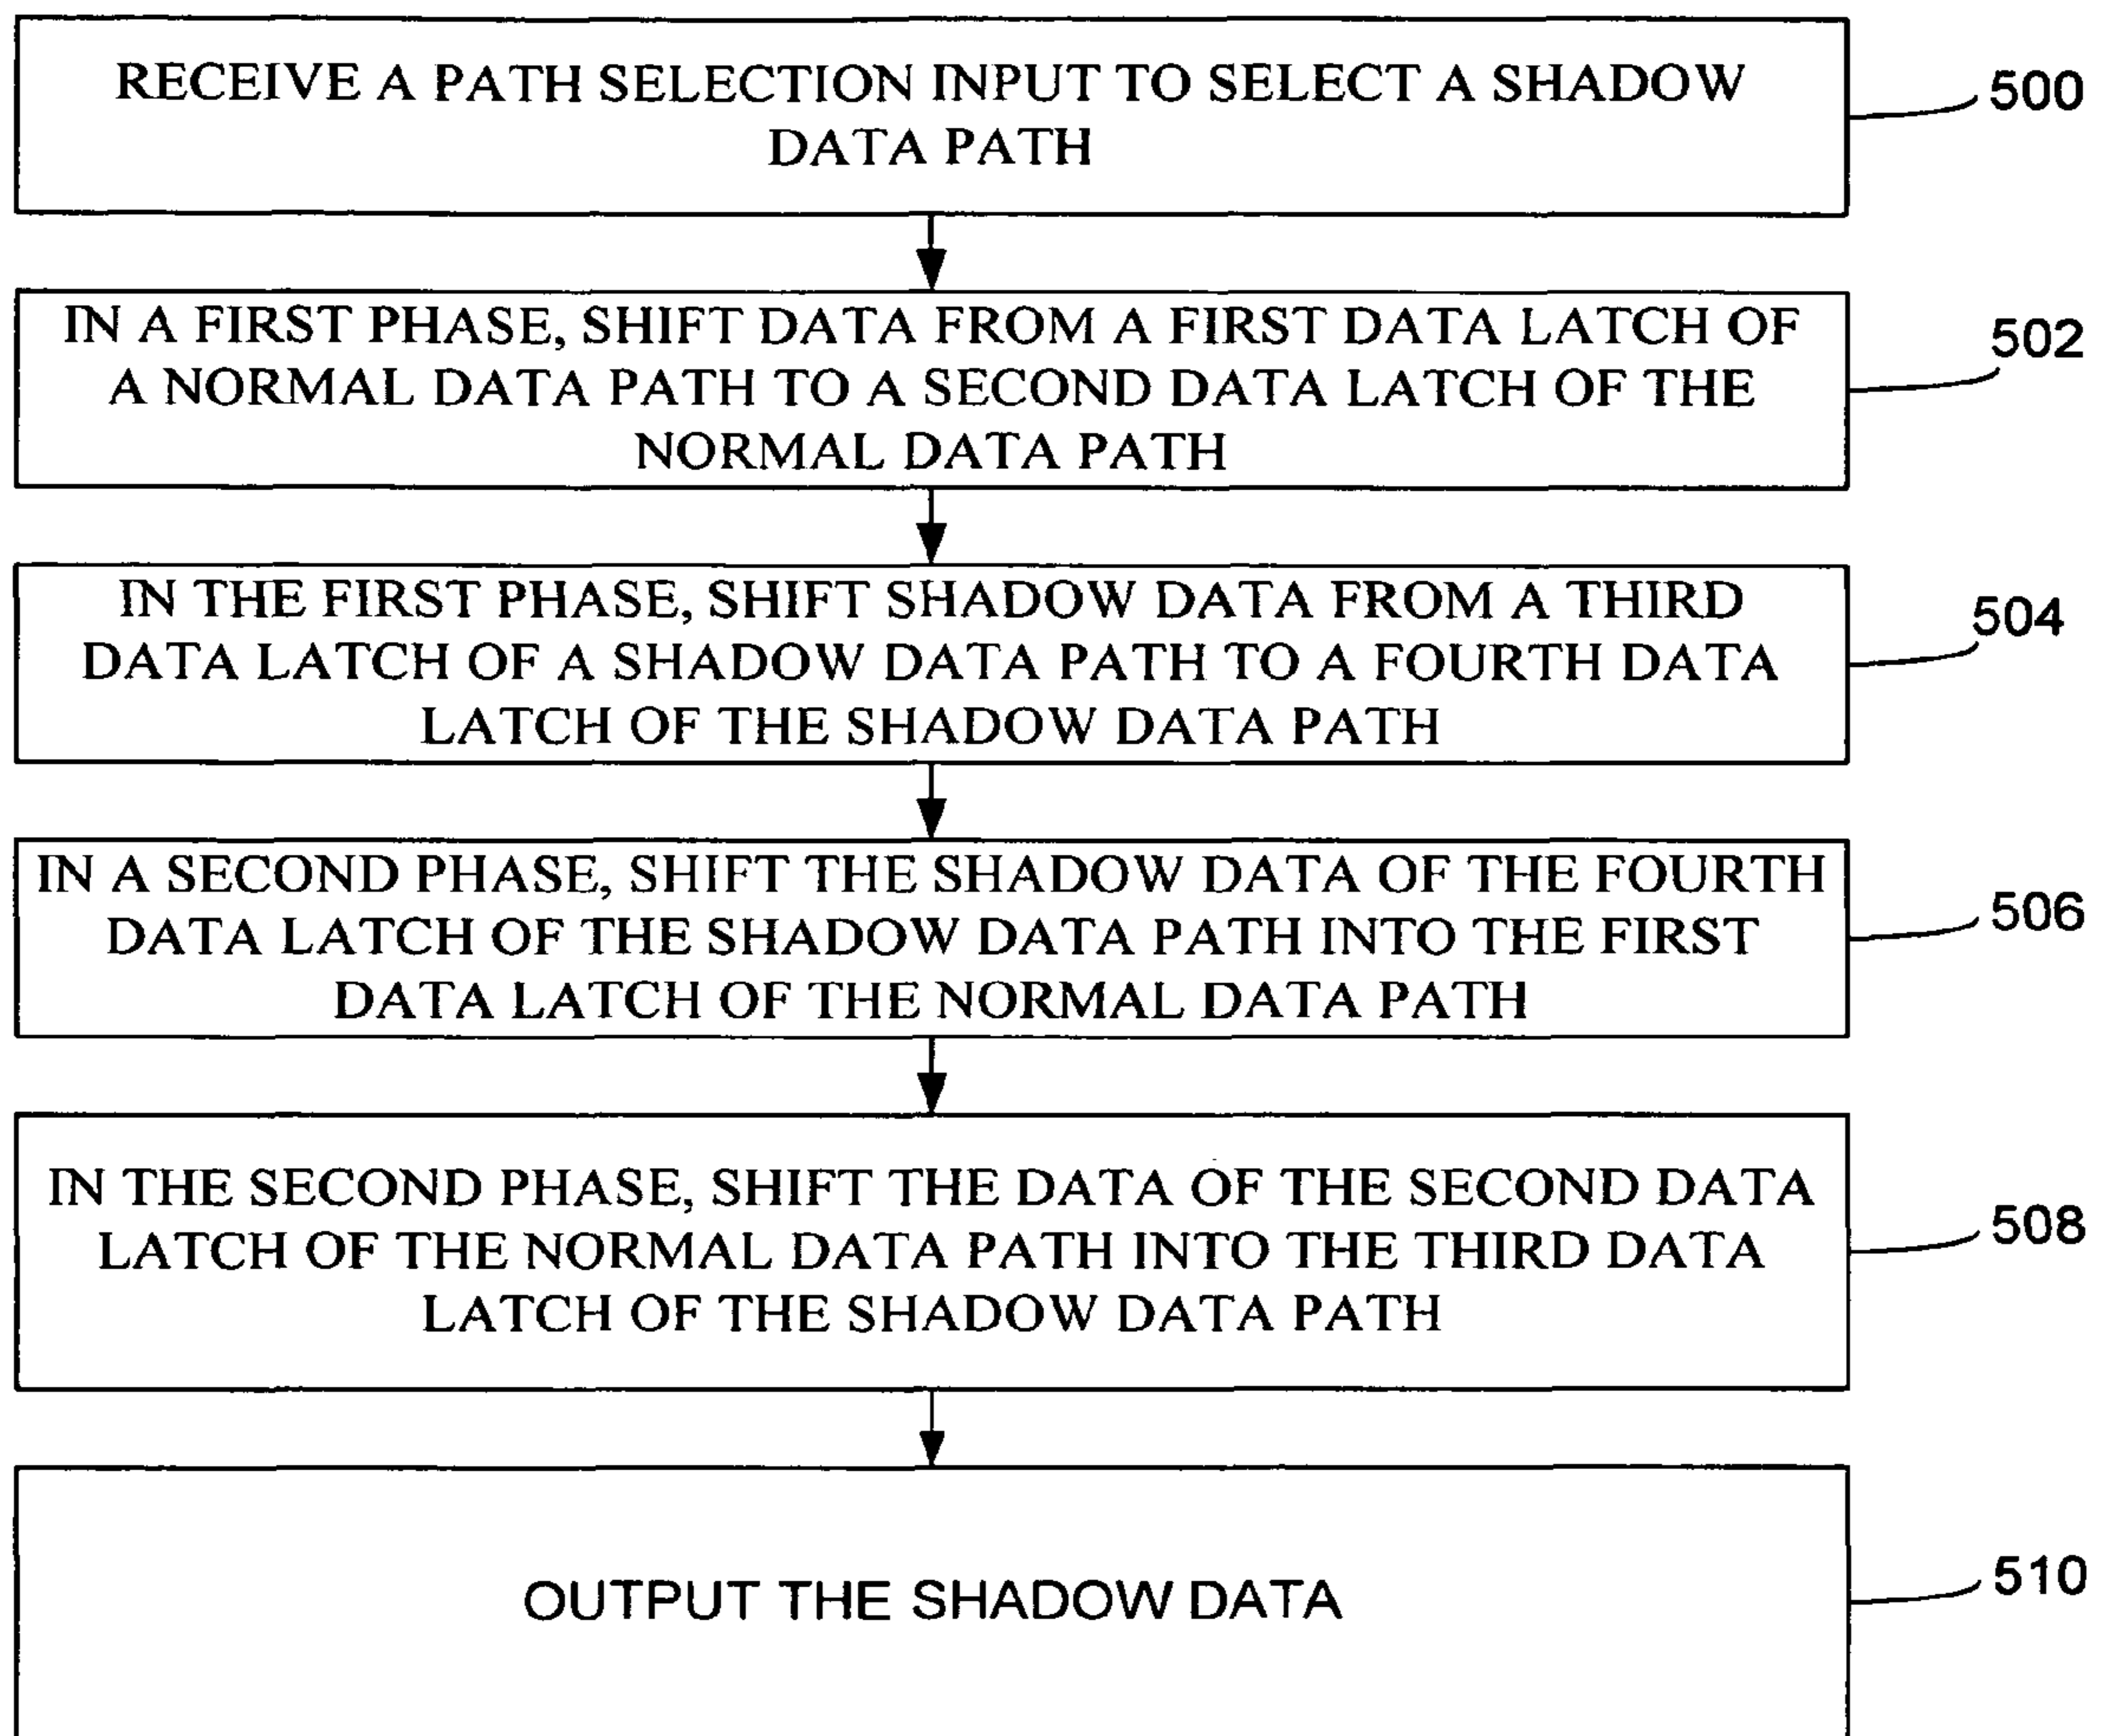 RECEIVE A PATH SELECTION INPUT TO SELECT A SHADOW
DATA PATH
500
IN A FIRST PHASE, SHIFT DATA FROM A FIRST DATA LATCH OF
A NORMAL DATA PATH TO A SECOND DATA LATCH OF THE
NORMAL DATA PATH
502
IN THE FIRST PHASE, SHIFT SHADOW DATA FROM A THIRD
DATA LATCH OF A SHADOW DATA PATH TO A FOURTH DATA
LATCH OF THE SHADOW DATA PATH
504
IN A SECOND PHASE, SHIFT THE SHADOW DATA OF THE FOURTH
DATA LATCH OF THE SHADOW DATA PATH INTO THE FIRST
DATA LATCH OF THE NORMAL DATA PATH
506
IN THE SECOND PHASE, SHIFT THE DATA OF THE SECOND DATA
LATCH OF THE NORMAL DATA PATH INTO THE THIRD DATA
LATCH OF THE SHADOW DATA PATH
508
OUTPUT THE SHADOW DATA
510